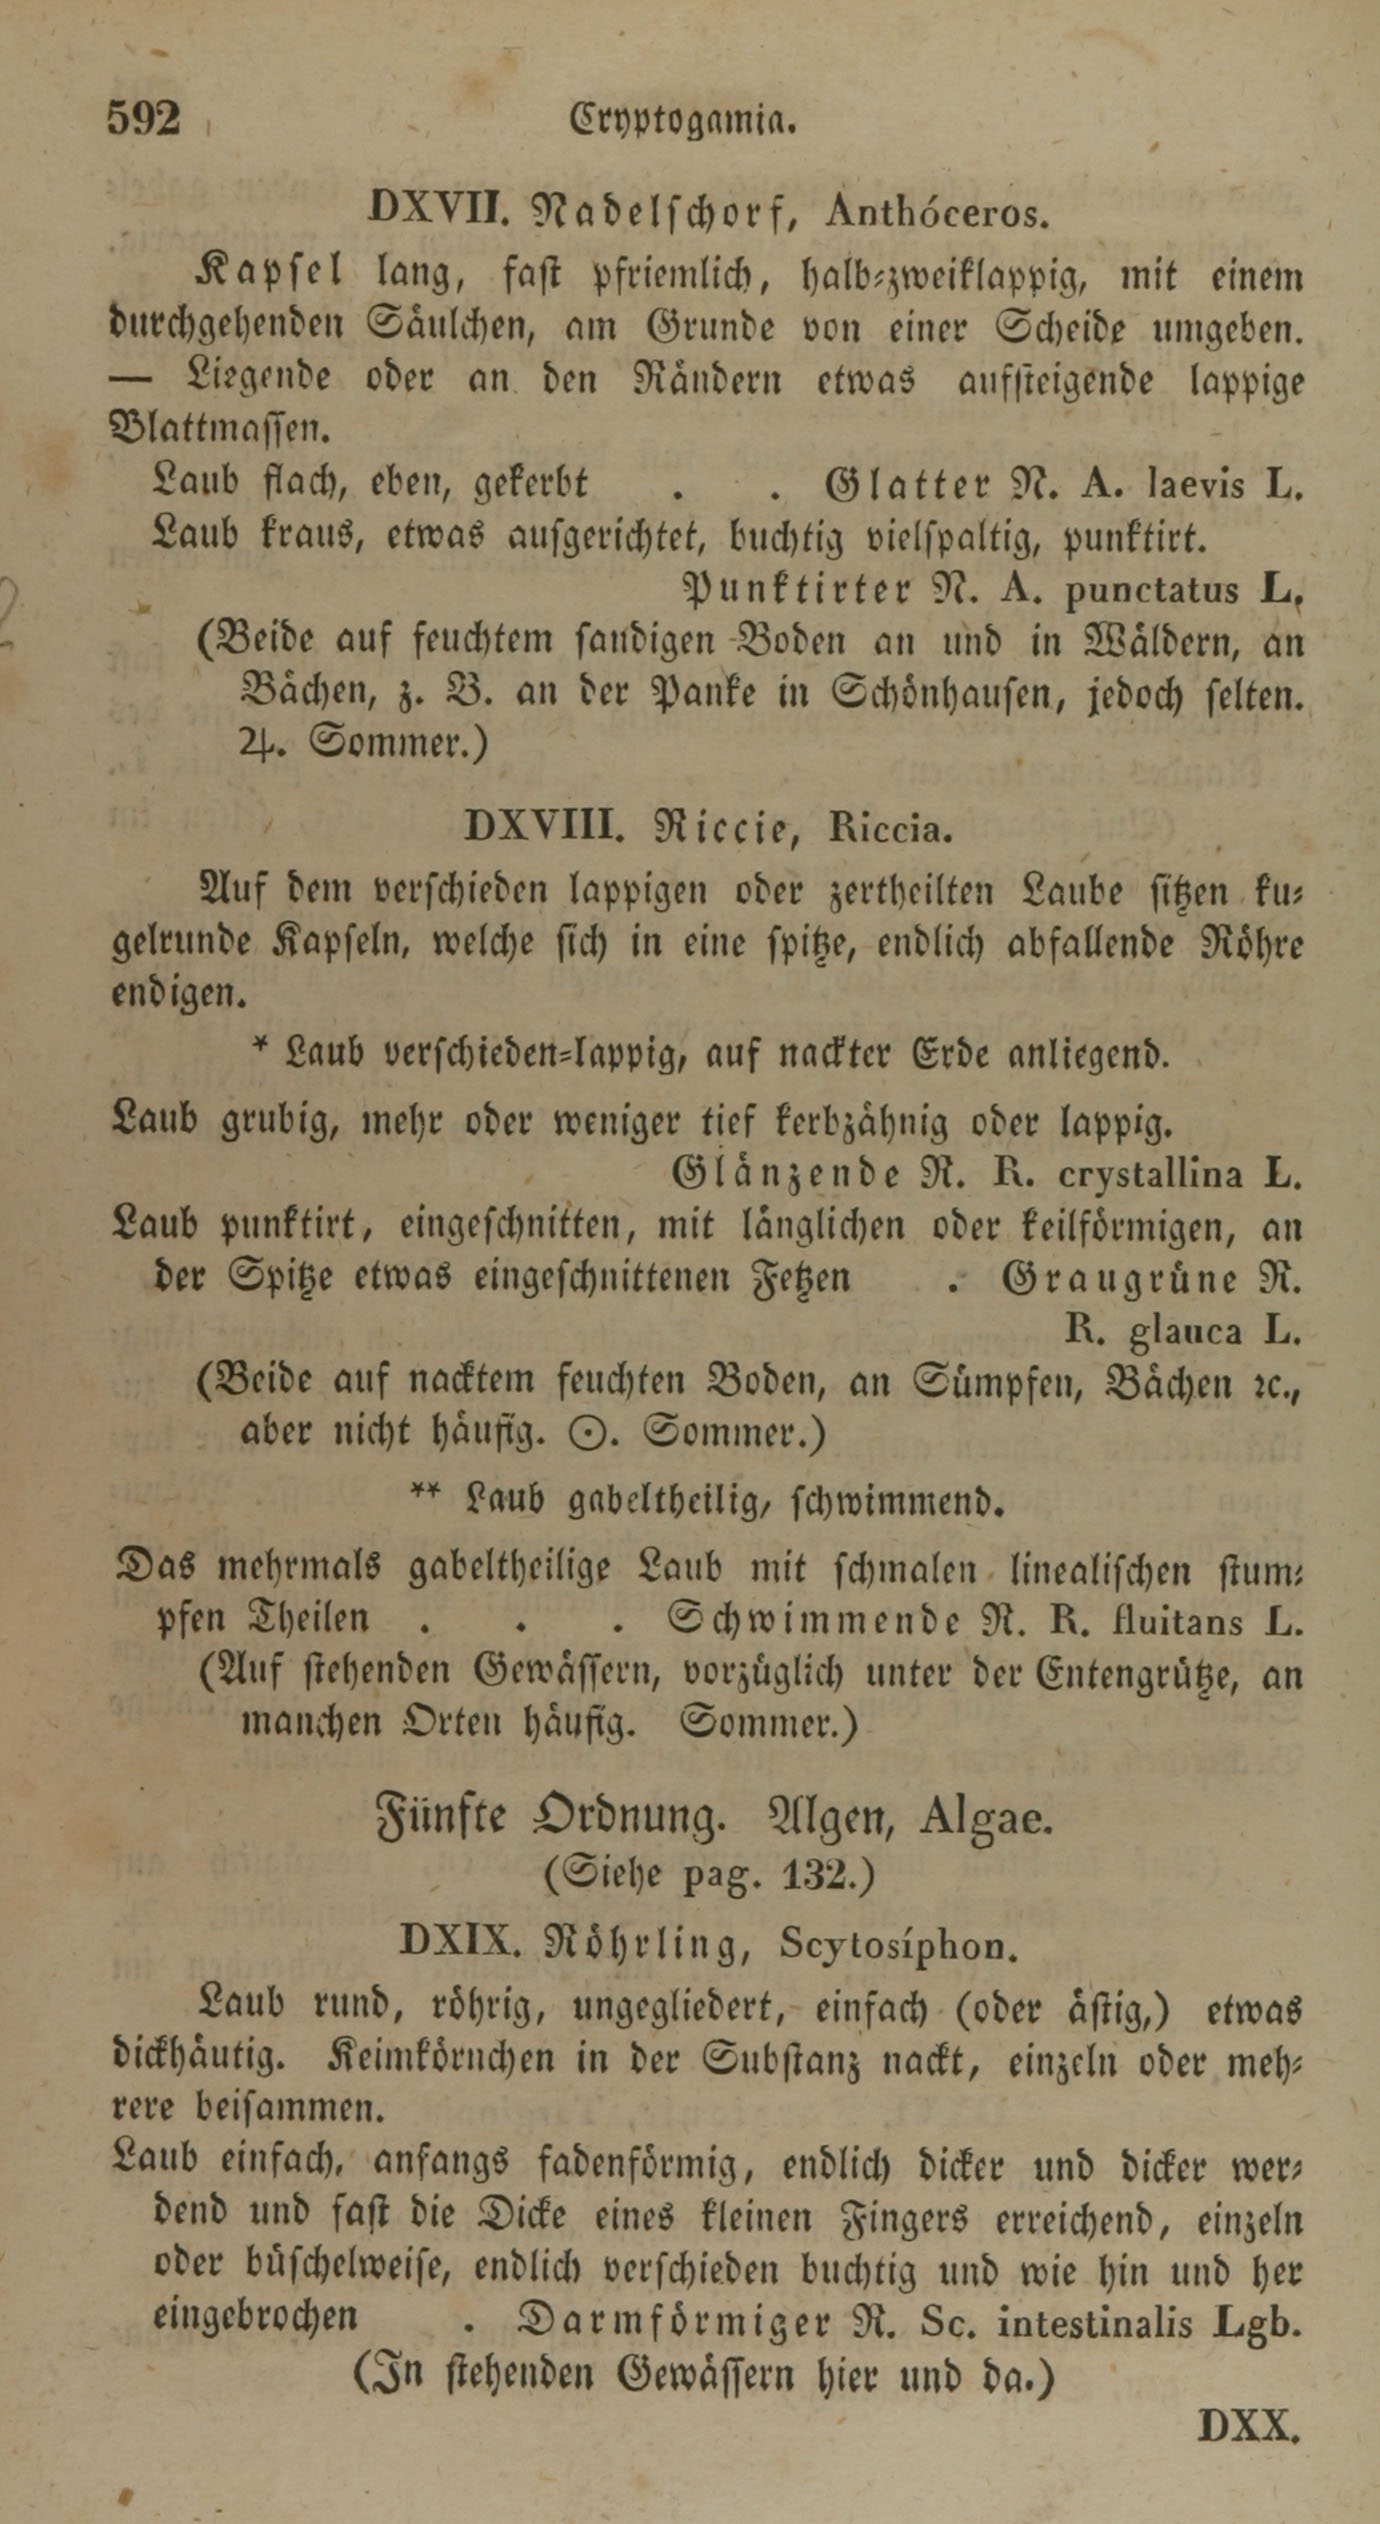 592 Cryptogamia.
DXVII. Nadelschorf, Anthóceros.
Kapsel lang, fast pfriemlich, halb-zweiklappig, mit einem
durchgehenden Säulchen, am Grunde von einer Scheide umgeben.
— Liegende oder an den Rändern etwas aufsteigende lappige
Blattmassen.
Laub flach, eben, gekerbt . . Glatter N. A. laevis L.
Laub kraus, etwas aufgerichtet, buchtig vielspaltig, punktirt.
Punktirter N. A. punctatus L.
(Beide auf feuchtem sandigen Boden an und in Wäldern, an
Bächen, z. B. an der Panke in Schönhausen, jedoch selten.
♃. Sommer.)
DXVIII. Riccie, Riccia.
Auf dem verschieden lappigen oder zertheilten Laube sitzen ku-
gelrunde Kapseln, welche sich in eine spitze, endlich abfallende Röhre
endigen.
* Laub verschieden-lappig, auf nackter Erde anliegend.
Laub grubig, mehr oder weniger tief kerbzähnig oder lappig.
Glänzende R. R. crystallina L.
Laub punktirt, eingeschnitten, mit länglichen oder keilförmigen, an
der Spitze etwas eingeschnittenen Fetzen . Graugrüne R.
R. glauca L.
(Beide auf nacktem feuchten Boden, an Sümpfen, Bächen ꝛc.,
aber nicht häufig. ☉. Sommer.)
** Laub gabeltheilig, schwimmend.
Das mehrmals gabeltheilige Laub mit schmalen linealischen stum-
pfen Theilen . . . Schwimmende R. R. fluitans L.
(Auf stehenden Gewässern, vorzüglich unter der Entengrütze, an
manchen Orten häufig. Sommer.)
Fünfte Ordnung. Algen, Algae.
(Siehe pag. 132.)
DXIX. Röhrling, Scytosíphon.
Laub rund, röhrig, ungegliedert, einfach (oder ästig,) etwas
dickhäutig. Keimkörnchen in der Substanz nackt, einzeln oder meh-
rere beisammen.
Laub einfach, anfangs fadenförmig, endlich dicker und dicker wer-
dend und fast die Dicke eines kleinen Fingers erreichend, einzeln
oder büschelweise, endlich verschieden buchtig und wie hin und her
eingebrochen . Darmförmiger R. Sc. intestinalis Lgb.
(In stehenden Gewässern hier und da.)
DXX.